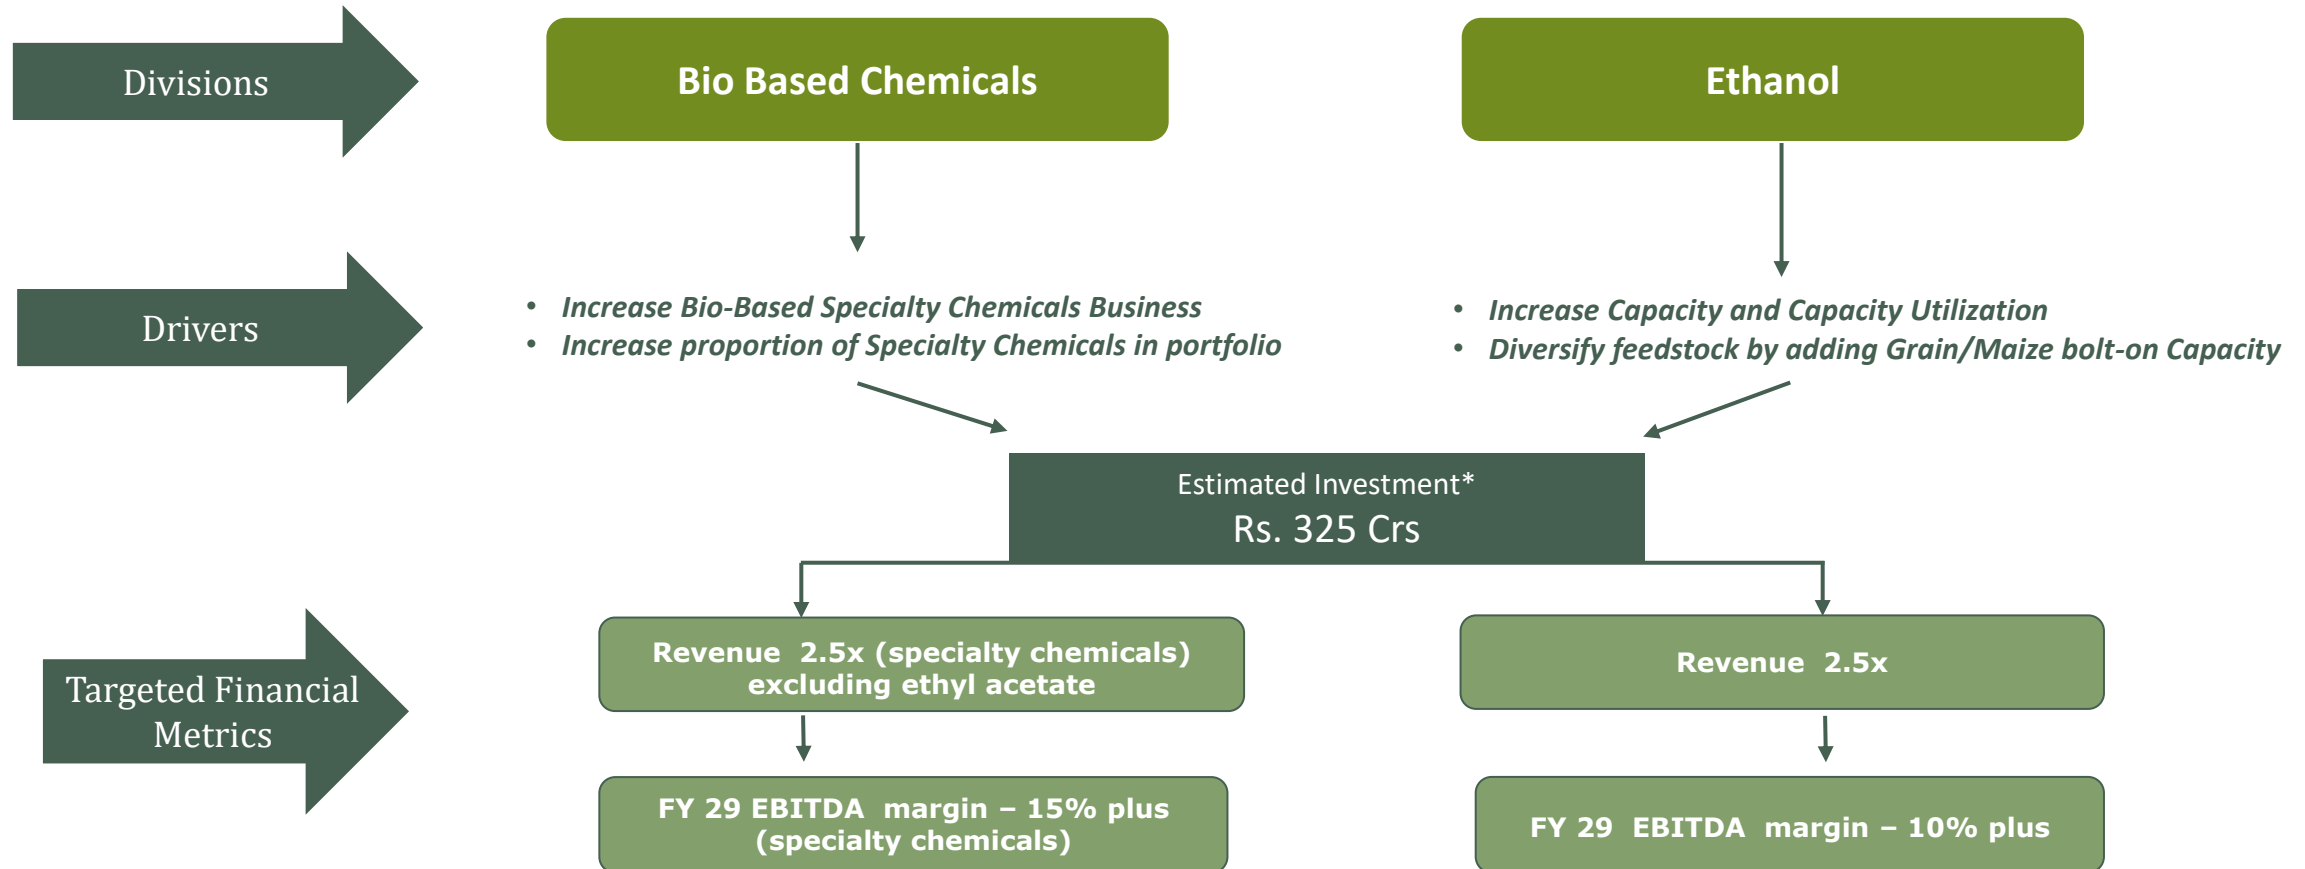 Divisions
Bio Based Chemicals
Ethanol
Drivers
• Increase Bio-Based Specialty Chemicals Business
• Increase proportion of Specialty Chemicals in portfolio
• Increase Capacity and Capacity Utilization
• Diversify feedstock by adding Grain/Maize bolt-on Capacity
Estimated Investment*
Rs. 325 Crs
Targeted Financial
Metrics
Revenue 2.5x (specialty chemicals)
excluding ethyl acetate
Revenue 2.5x
FY 29 EBITDA margin – 15% plus
(specialty chemicals)
FY 29 EBITDA margin – 10% plus